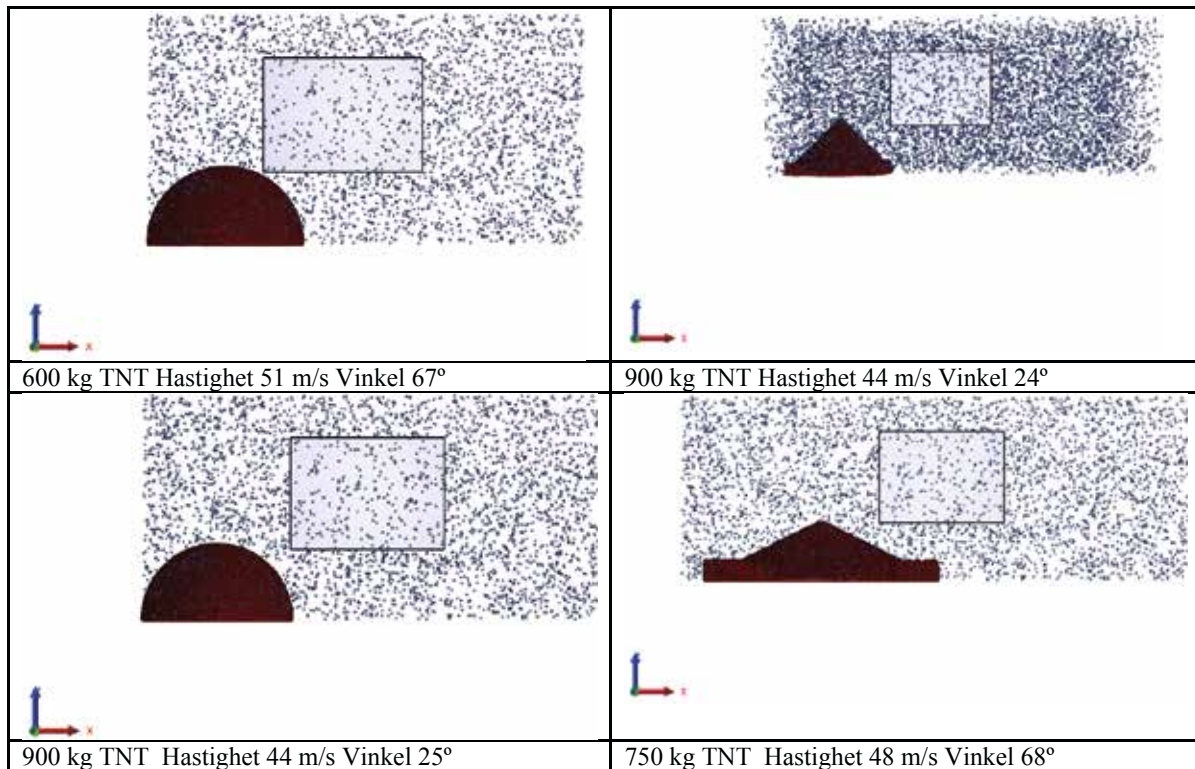 x
x
600 kg TNT Hastighet 51 m/s Vinkel 67º
900 kg TNT Hastighet 44 m/s Vinkel 24º
x
x
900 kg TNT  Hastighet 44 m/s Vinkel 25º
750 kg TNT  Hastighet 48 m/s Vinkel 68º